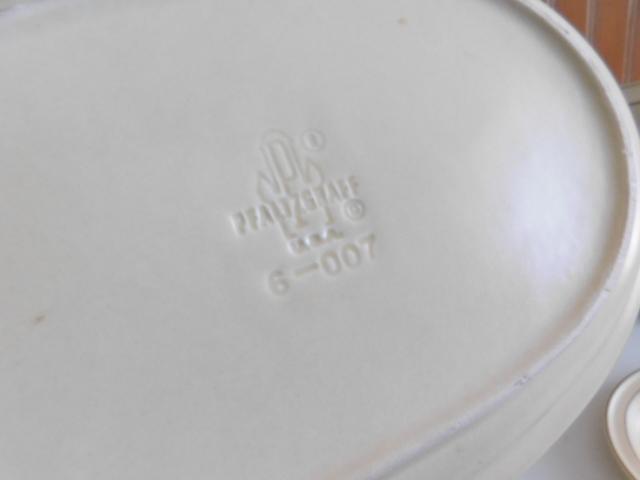 P ®
PFALTZGRAFF
©
U.S.A.
6-007